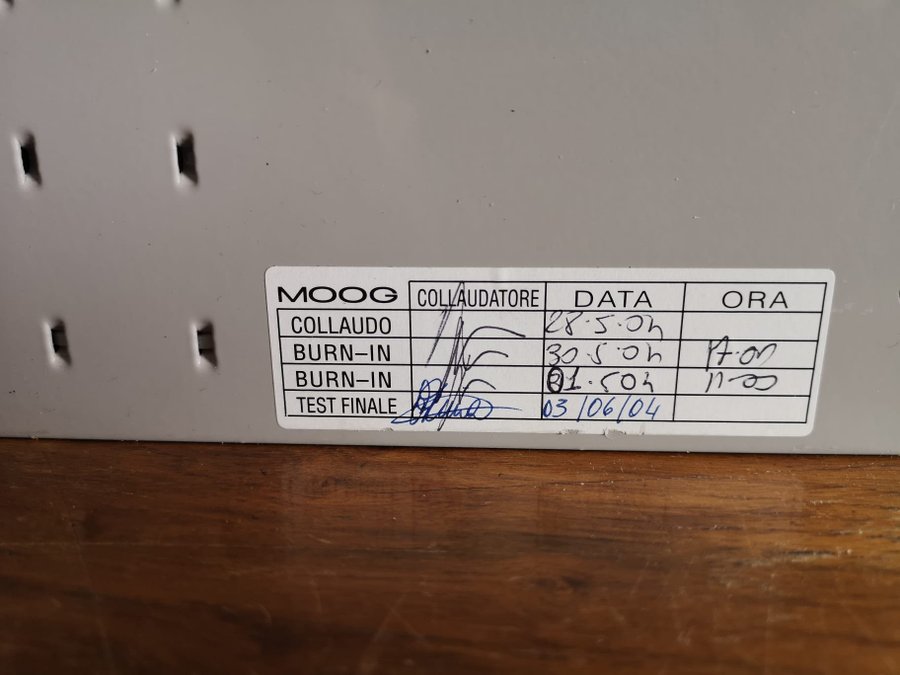 MOOG COLLAUDATORE DATA ORA
COLLAUDO 28.5.04
BURN-IN 30.5.04 17.00
BURN-IN 5.04 11.00
TEST FINALE 03/06/04